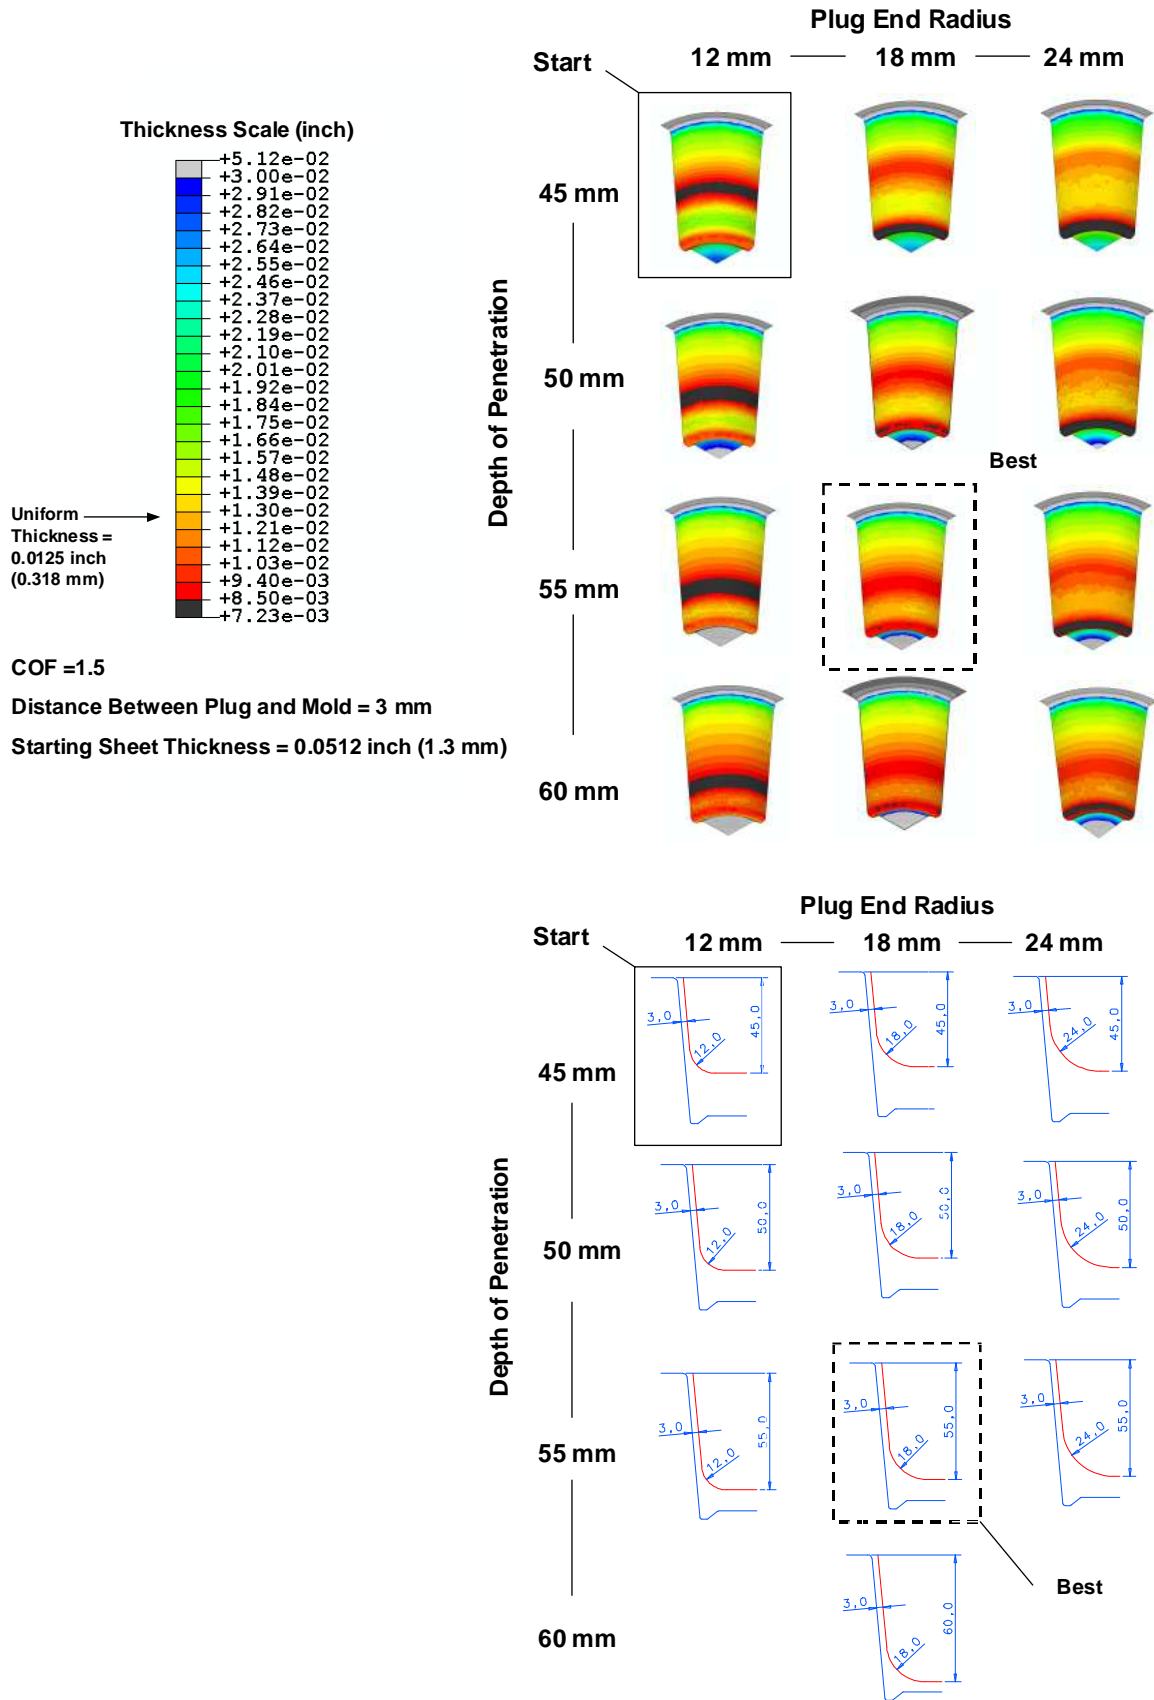 Plug End Radius
Start
12 mm
18 mm
24 mm
Thickness Scale (inch)
+5.12e-02
+3.00e-02
+2.91e-02
+2.82e-02
+2.73e-02
+2.64e-02
+2.55e-02
+2.46e-02
+2.37e-02
+2.28e-02
+2.19e-02
+2.10e-02
+2.01e-02
+1.92e-02
+1.84e-02
+1.75e-02
+1.66e-02
+1.57e-02
+1.48e-02
+1.39e-02
+1.30e-02
+1.21e-02
+1.12e-02
+1.03e-02
+9.40e-03
+8.50e-03
+7.23e-03
Uniform
Thickness =
0.0125 inch
(0.318 mm)
COF =1.5
Distance Between Plug and Mold = 3 mm
Starting Sheet Thickness = 0.0512 inch (1.3 mm)
Depth of Penetration
45 mm
50 mm
Best
55 mm
60 mm
Plug End Radius
Start
12 mm
18 mm
24 mm
Depth of Penetration
45 mm
3,0
12,0
45,0
3,0
18,0
45,0
3,0
24,0
45,0
50 mm
3,0
12,0
50,0
3,0
18,0
50,0
3,0
24,0
50,0
55 mm
3,0
12,0
55,0
3,0
18,0
55,0
3,0
24,0
55,0
Best
60 mm
3,0
18,0
60,0